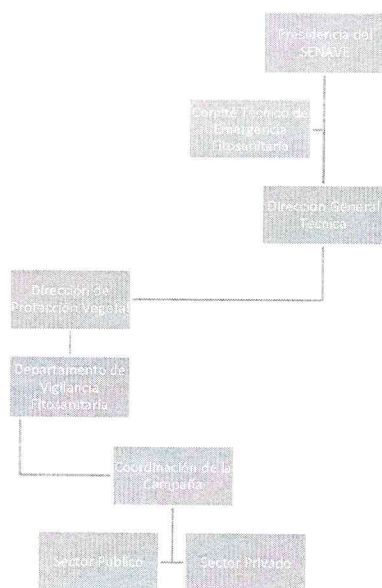 Presidencia del
SENAVE
Comité Técnico de
Emergencia
Fitosanitaria
Dirección General
Técnica
Dirección de
Protección Vegetal
Departamento de
Vigilancia
Fitosanitaria
Coordinación de la
Campaña
Sector Público
Sector Privado